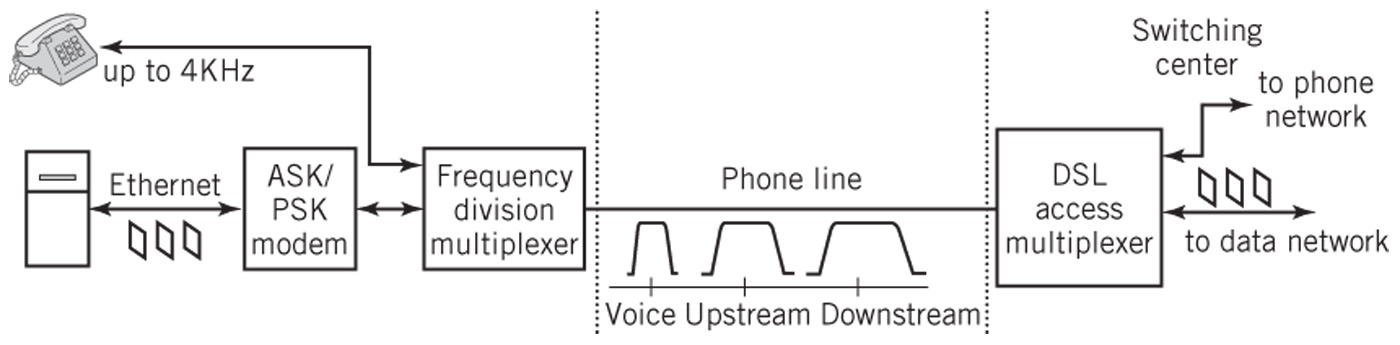 up to 4KHz
Ethernet
ASK/
PSK
modem
Frequency
division
multiplexer
Phone line
Voice Upstream Downstream
DSL
access
multiplexer
Switching
center
to phone
network
to data network